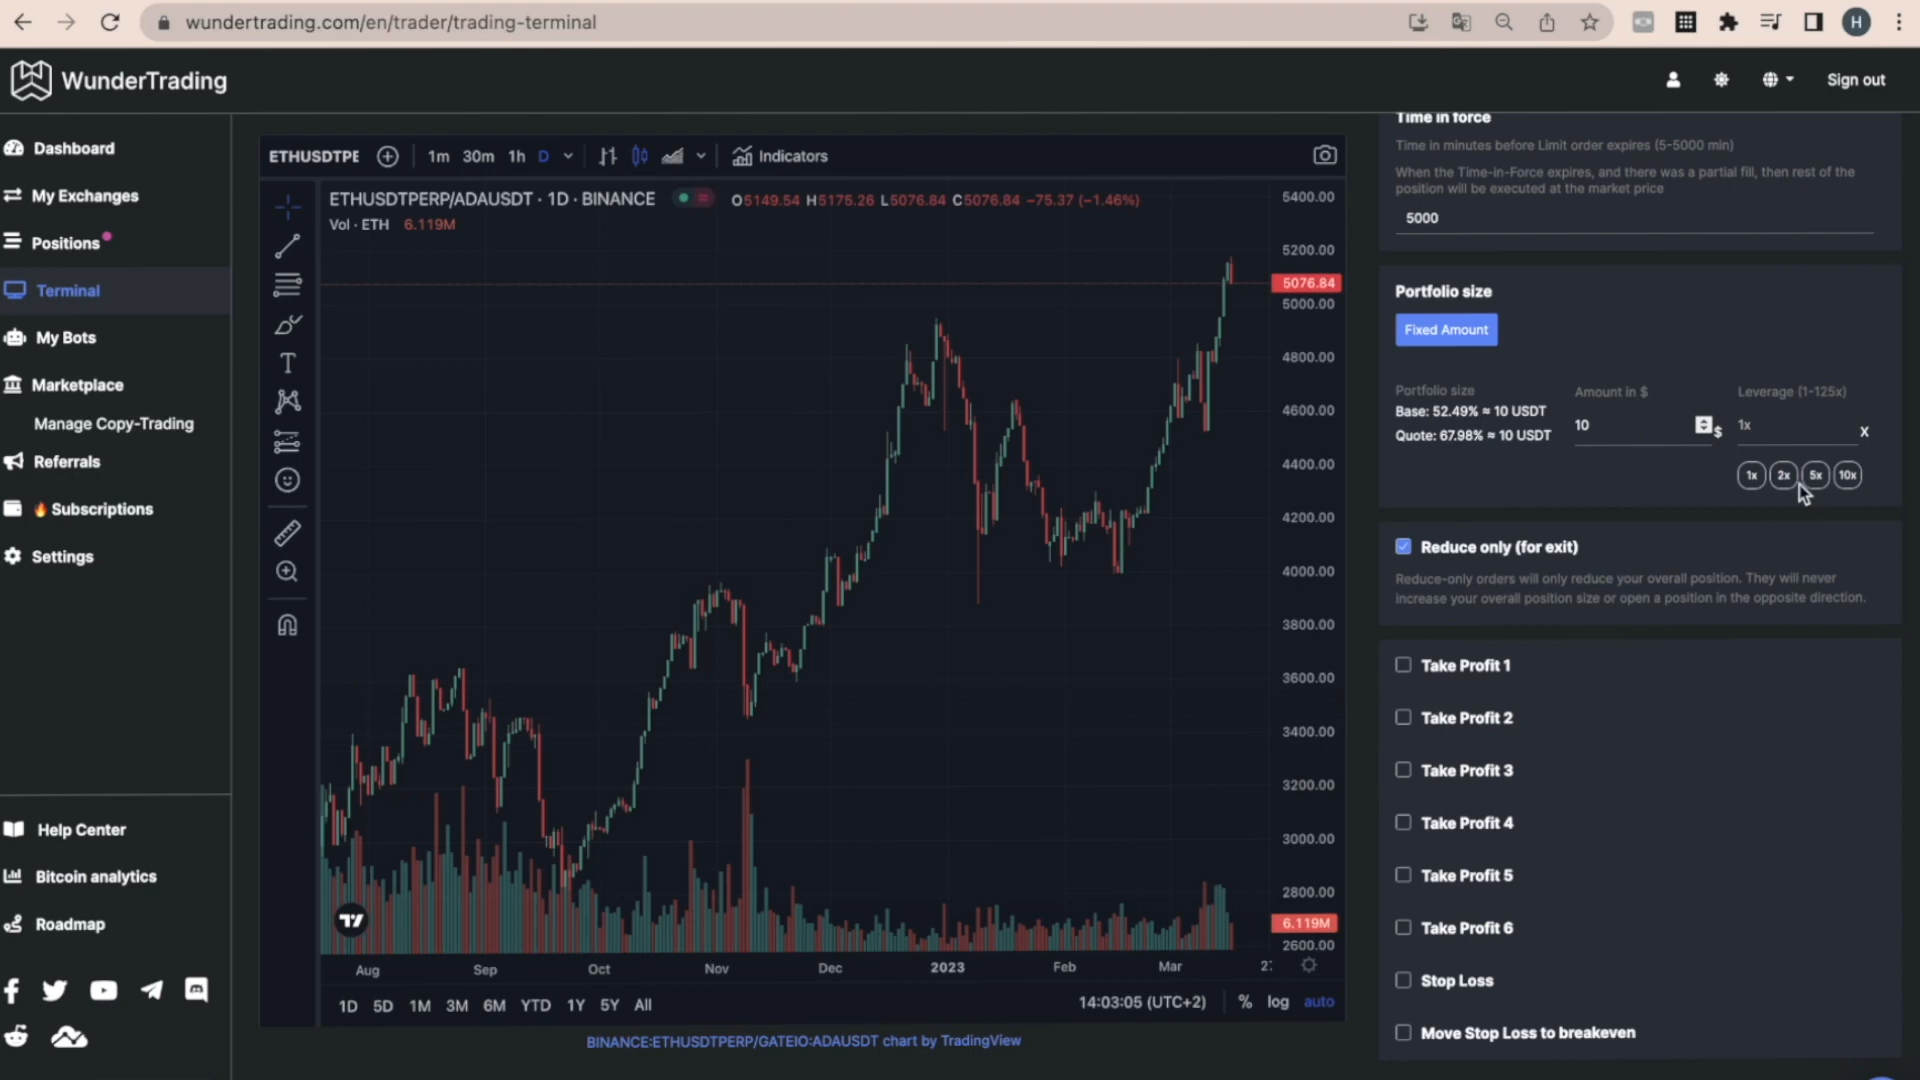 wundertrading.com/en/trader/trading-terminal
H
WunderTrading
Sign out
Dashboard
My Exchanges
Positions
Terminal
My Bots
Marketplace
Manage Copy-Trading
Referrals
🔥 Subscriptions
Settings
Help Center
Bitcoin analytics
Roadmap
ETHUSDTPE
1m 30m 1h D
Indicators
ETHUSDTPERP/ADAUSDT · 1D · BINANCE
O5149.54 H5175.26 L5076.84 C5076.84 −75.37 (−1.46%)
Vol · ETH 6.119M
5400.00
5200.00
5076.84
5000.00
4800.00
4600.00
4400.00
4200.00
4000.00
3800.00
3600.00
3400.00
3200.00
3000.00
2800.00
6.119M
2600.00
Aug Sep Oct Nov Dec 2023 Feb Mar
1D 5D 1M 3M 6M YTD 1Y 5Y All
14:03:05 (UTC+2) % log auto
BINANCE:ETHUSDTPERP/GATEIO:ADAUSDT chart by TradingView
Time in force
Time in minutes before Limit order expires (5-5000 min)
When the Time-in-Force expires, and there was a partial fill, then rest of the
position will be executed at the market price
5000
Portfolio size
Fixed Amount
Portfolio size
Base: 52.49% ≈ 10 USDT
Quote: 67.98% ≈ 10 USDT
Amount in $
10 $
Leverage (1-125x)
1x X
1x 2x 5x 10x
Reduce only (for exit)
Reduce-only orders will only reduce your overall position. They will never
increase your overall position size or open a position in the opposite direction.
Take Profit 1
Take Profit 2
Take Profit 3
Take Profit 4
Take Profit 5
Take Profit 6
Stop Loss
Move Stop Loss to breakeven